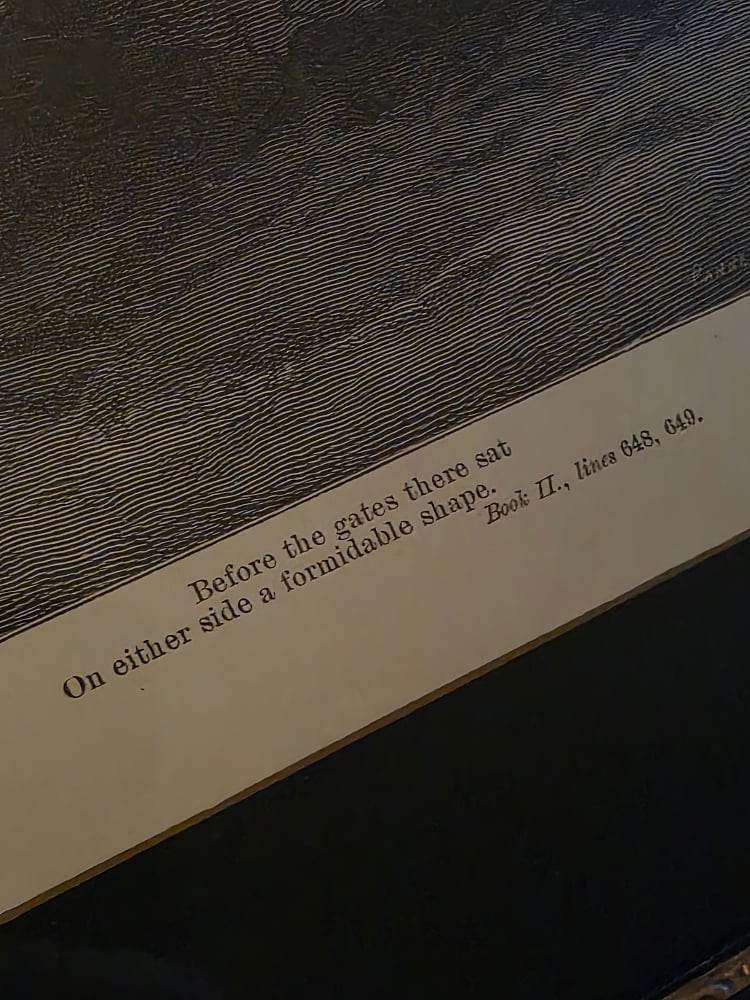 Before the gates there sat
On either side a formidable shape.
Book II., lines 648, 649.